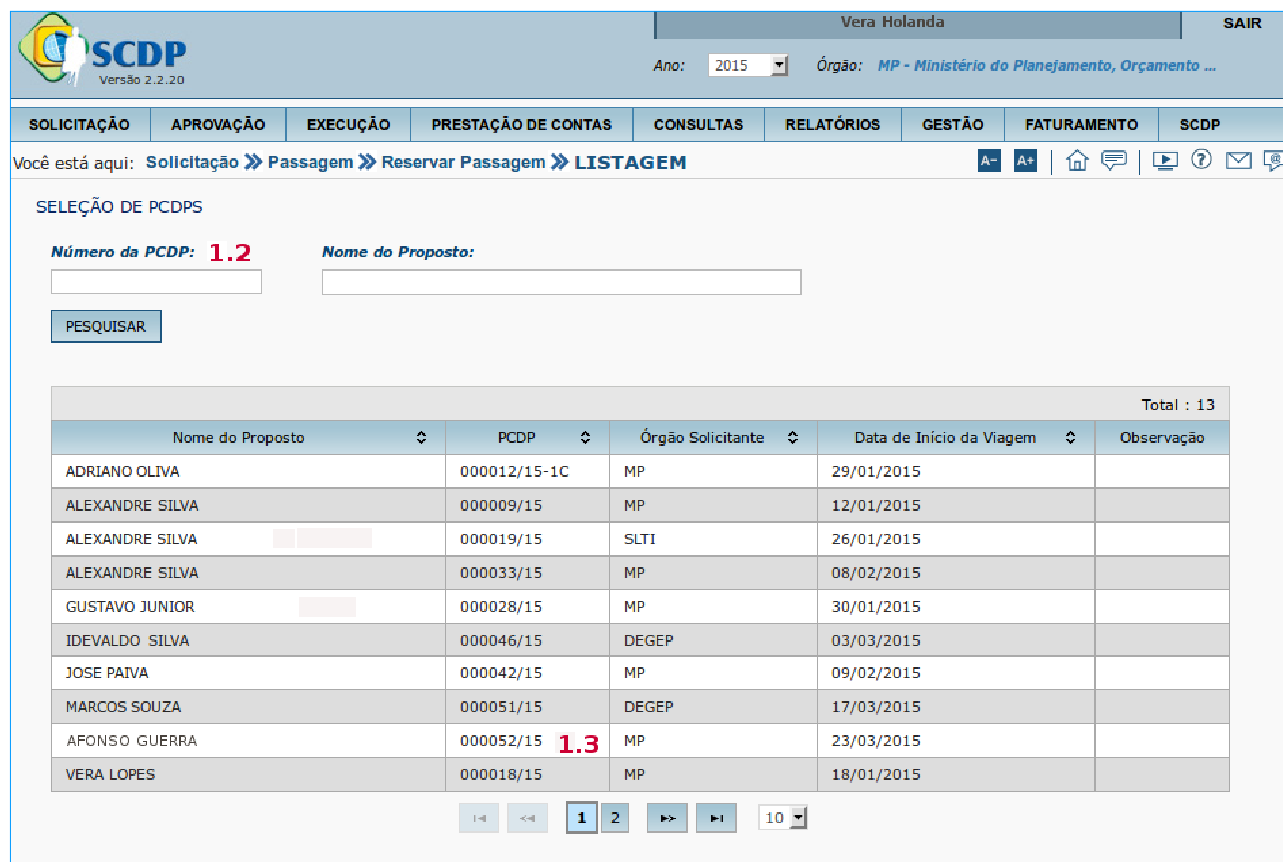 Vera Holanda SAIR
SCDP
Versão 2.2.20
Ano: 2015 Órgão: MP - Ministério do Planejamento, Orçamento ...
SOLICITAÇÃO APROVAÇÃO EXECUÇÃO PRESTAÇÃO DE CONTAS CONSULTAS RELATÓRIOS GESTÃO FATURAMENTO SCDP
Você está aqui: Solicitação Passagem Reservar Passagem LISTAGEM A- A+
SELEÇÃO DE PCDPS
Número da PCDP: 1.2 Nome do Proposto:
PESQUISAR
Total : 13
Nome do Proposto PCDP Órgão Solicitante Data de Início da Viagem Observação
ADRIANO OLIVA 000012/15-1C MP 29/01/2015
ALEXANDRE SILVA 000009/15 MP 12/01/2015
ALEXANDRE SILVA 000019/15 SLTI 26/01/2015
ALEXANDRE SILVA 000033/15 MP 08/02/2015
GUSTAVO JUNIOR 000028/15 MP 30/01/2015
IDEVALDO SILVA 000046/15 DEGEP 03/03/2015
JOSE PAIVA 000042/15 MP 09/02/2015
MARCOS SOUZA 000051/15 DEGEP 17/03/2015
AFONSO GUERRA 000052/15 1.3 MP 23/03/2015
VERA LOPES 000018/15 MP 18/01/2015
1 2 10